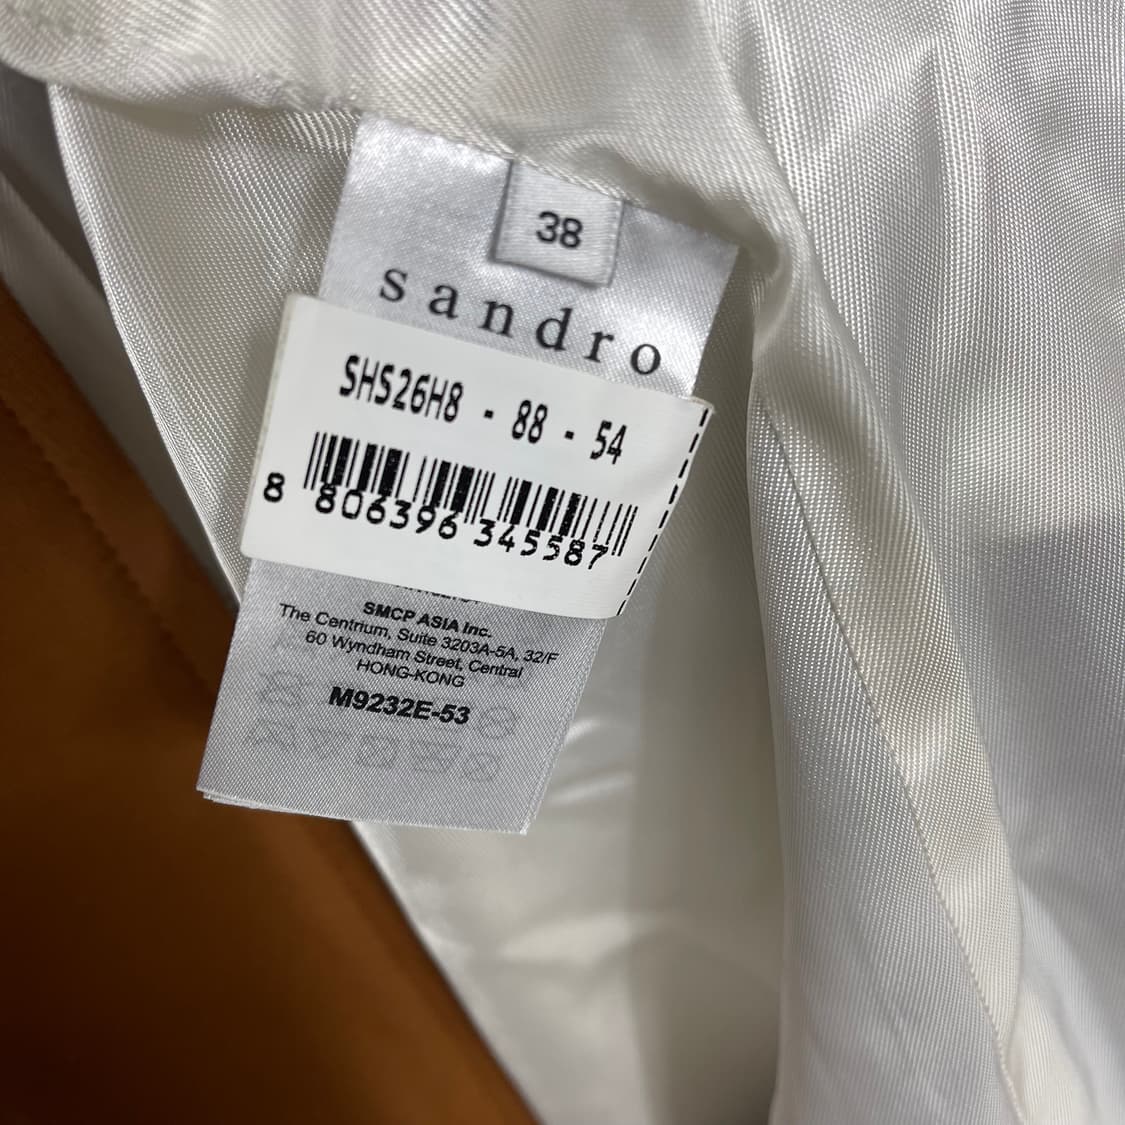 38
sandro
SHS26H8 - 88 - 54
8 806396 345587
SMCP ASIA Inc.
The Centrium, Suite 3203A-5A, 32/F
60 Wyndham Street, Central
HONG-KONG
M9232E-53